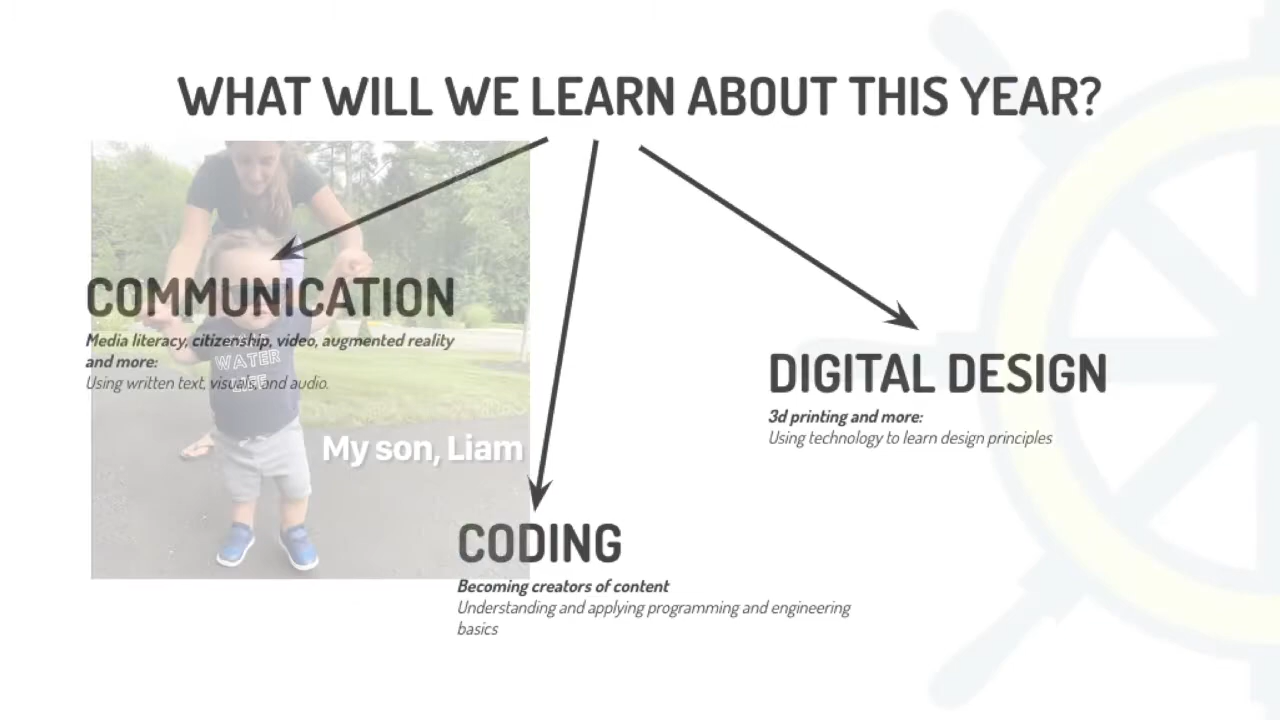 WHAT WILL WE LEARN ABOUT THIS YEAR?
COMMUNICATION
Media literacy, citizenship, video, augmented reality
and more:
Using written text, visuals, and audio.
WATER
My son, Liam
DIGITAL DESIGN
3d printing and more:
Using technology to learn design principles
CODING
Becoming creators of content
Understanding and applying programming and engineering
basics